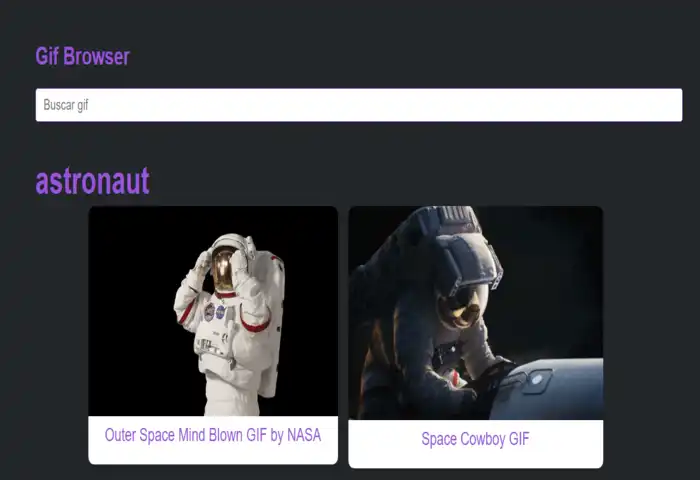 Gif Browser
Buscar gif
astronaut
Outer Space Mind Blown GIF by NASA
Space Cowboy GIF